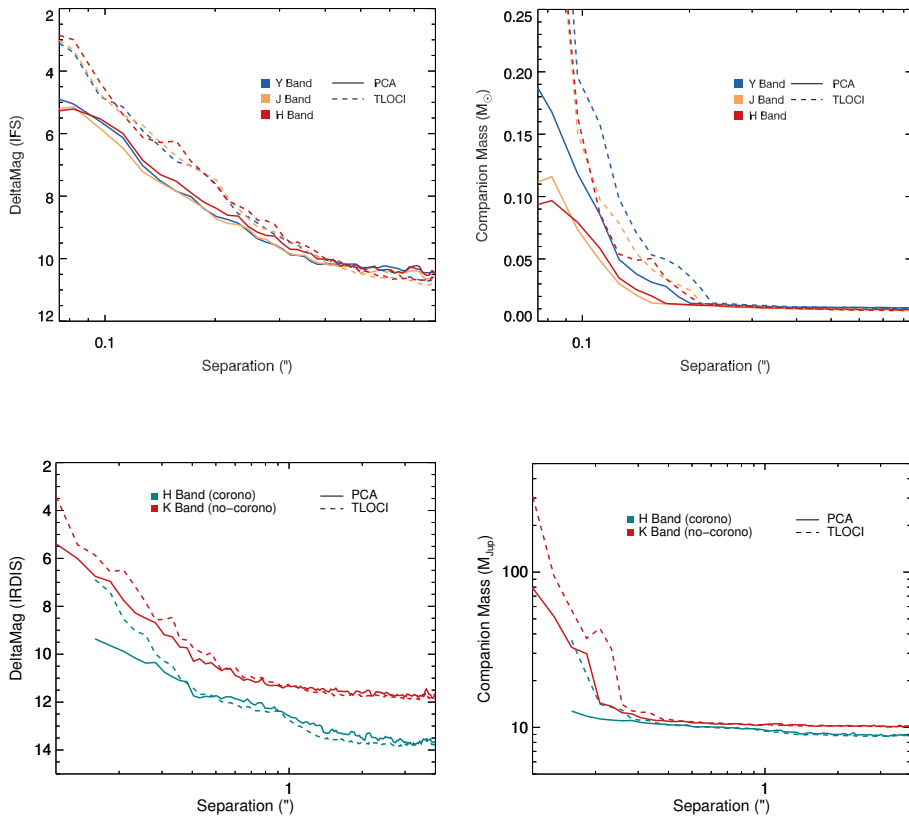 2
4
6
8
10
12
DeltaMag (IFS)
Y Band
J Band
H Band
PCA
TLOCI
0.1
Separation (")
0.25
0.20
0.15
0.10
0.05
0.00
Companion Mass (M☉)
Y Band
J Band
H Band
PCA
TLOCI
0.1
Separation (")
2
4
6
8
10
12
14
DeltaMag (IRDIS)
H Band (corono)
K Band (no-corono)
PCA
TLOCI
1
Separation (")
100
10
Companion Mass (MJup)
H Band (corono)
K Band (no-corono)
PCA
TLOCI
1
Separation (")